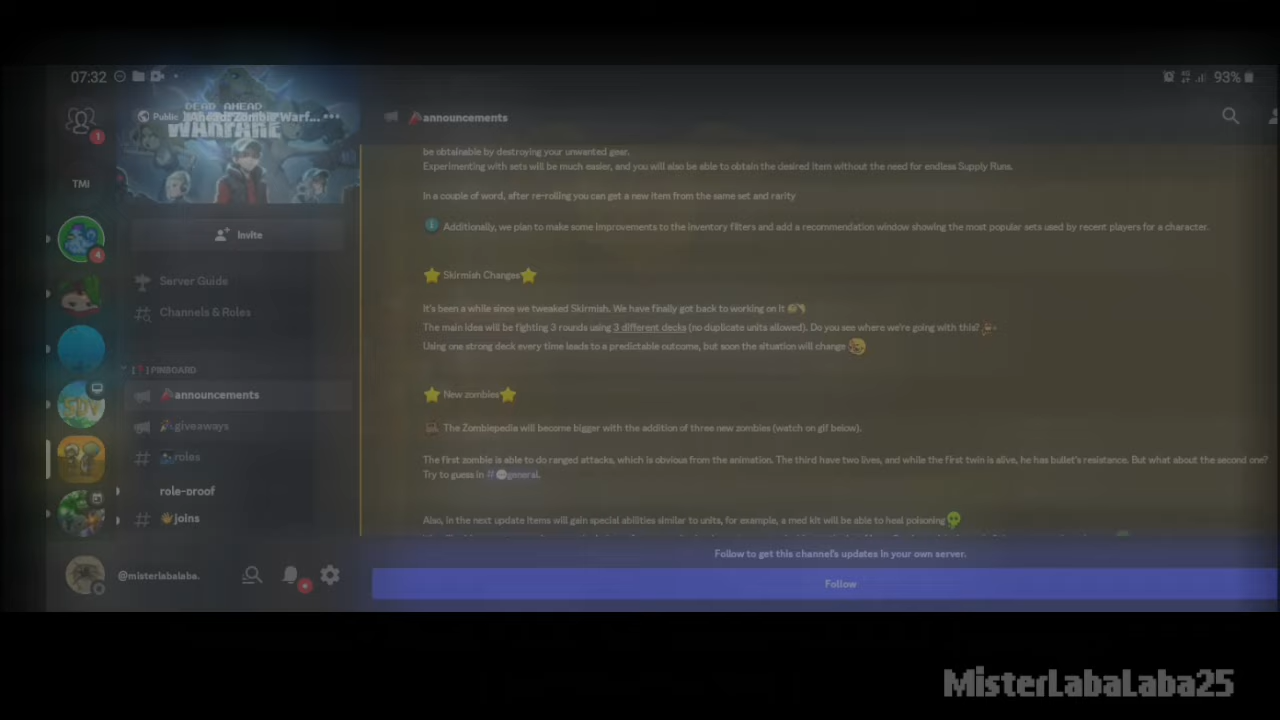 07:32
93%
DEAD AHEAD
WARFARE
Public
Ahead: Zombie Warf...
announcements
1
TMI
4
Invite
Server Guide
Channels & Roles
PINBOARD
announcements
giveaways
roles
role-proof
joins
@misterlabalaba.
be obtainable by destroying your unwanted gear.
Experimenting with sets will be much easier, and you will also be able to obtain the desired item without the need for endless Supply Runs.
In a couple of word, after re-rolling you can get a new item from the same set and rarity
Additionally, we plan to make some improvements to the inventory filters and add a recommendation window showing the most popular sets used by recent players for a character.
Skirmish Changes
It's been a while since we tweaked Skirmish. We have finally got back to working on it
The main idea will be fighting 3 rounds using 3 different decks (no duplicate units allowed). Do you see where we're going with this?
Using one strong deck every time leads to a predictable outcome, but soon the situation will change
New zombies
The Zombiepedia will become bigger with the addition of three new zombies (watch on gif below).
The first zombie is able to do ranged attacks, which is obvious from the animation. The third have two lives, and while the first twin is alive, he has bullet's resistance. But what about the second one?
Try to guess in #general.
Also, in the next update items will gain special abilities similar to units, for example, a med kit will be able to heal poisoning
Follow to get this channel's updates in your own server.
Follow
MisterLabaLaba25